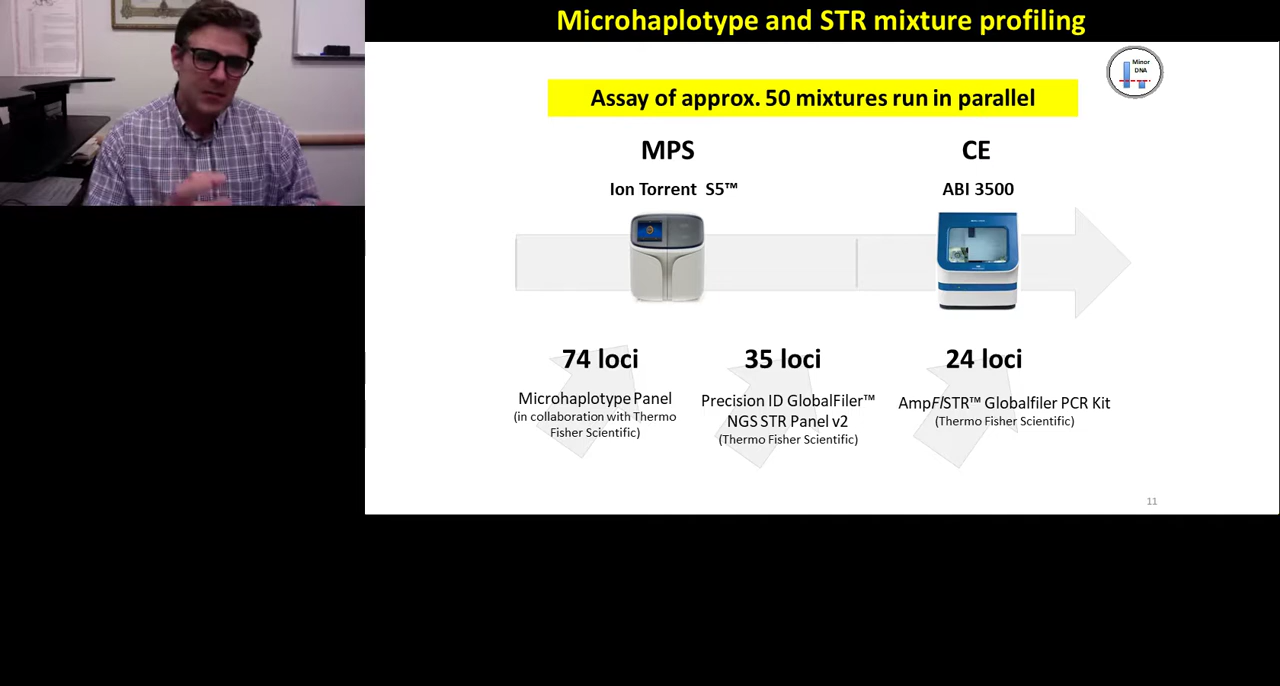 Microhaplotype and STR mixture profiling
Minor
DNA
Assay of approx. 50 mixtures run in parallel
MPS
CE
Ion Torrent S5™
ABI 3500
74 loci
35 loci
24 loci
Microhaplotype Panel
(in collaboration with Thermo
Fisher Scientific)
Precision ID GlobalFiler™
NGS STR Panel v2
(Thermo Fisher Scientific)
AmpFlSTR™ Globalfiler PCR Kit
(Thermo Fisher Scientific)
11